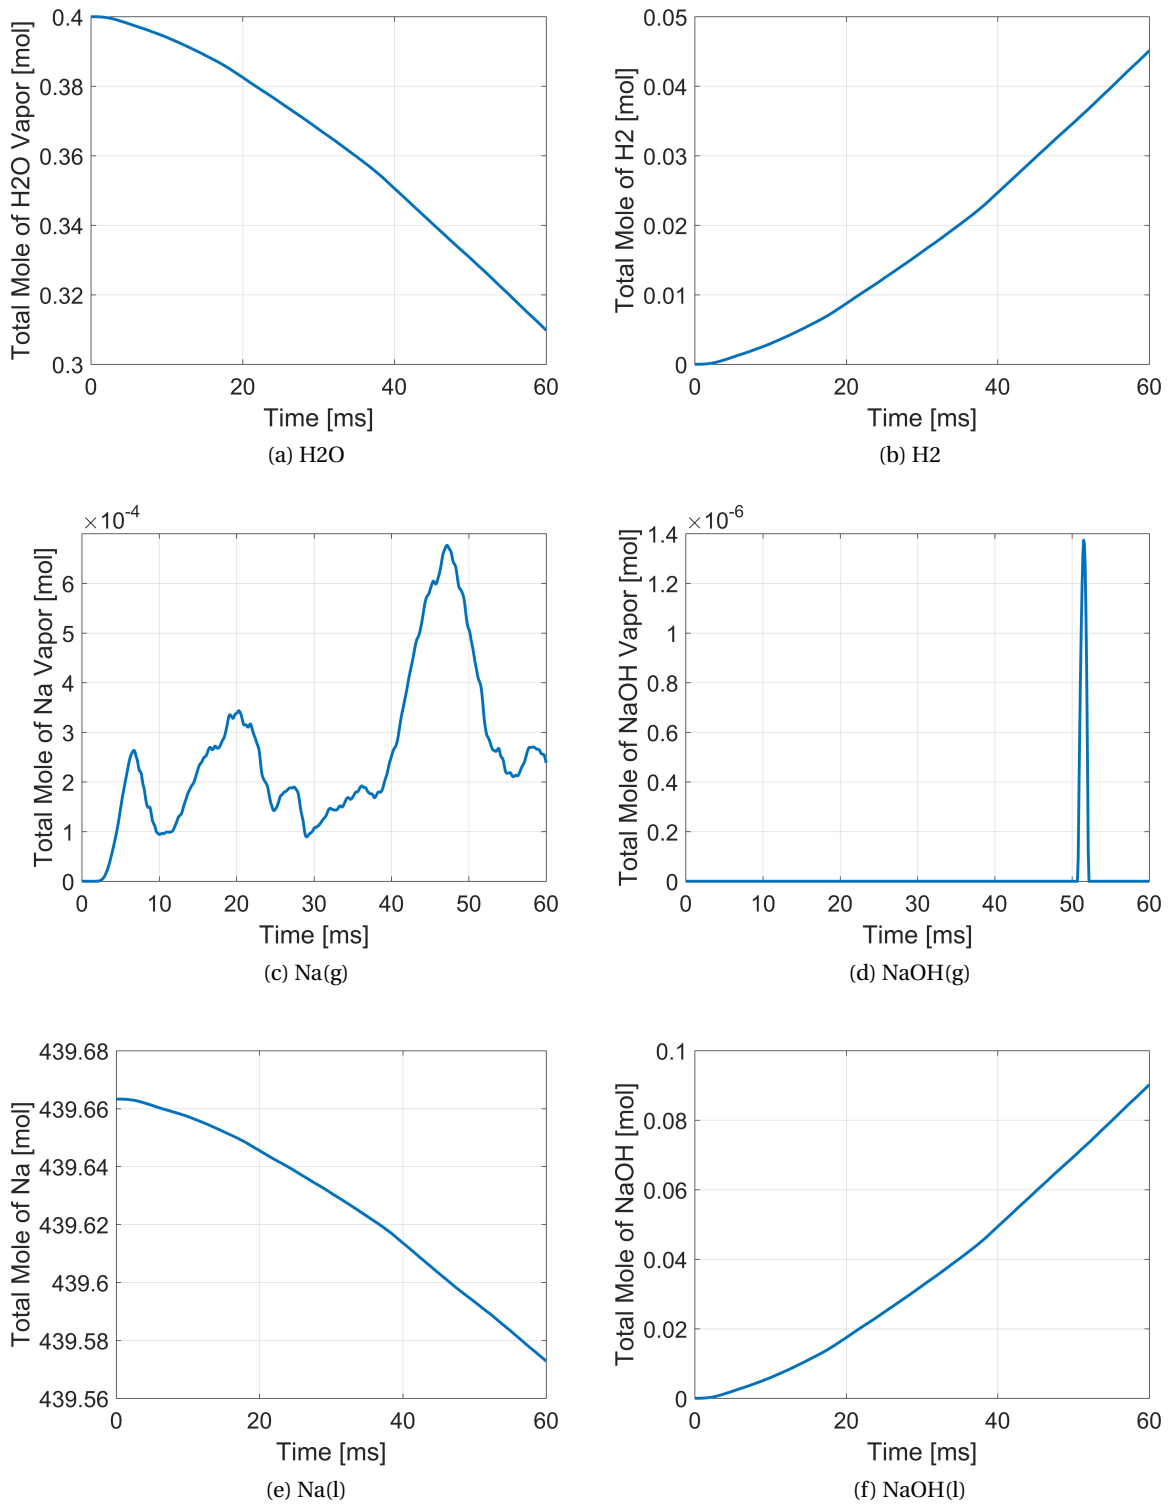 Total Mole of H2O Vapor [mol]
0.4
0.38
0.36
0.34
0.32
0.3
0 20 40 60
Time [ms]
(a) H2O
Total Mole of H2 [mol]
0.05
0.04
0.03
0.02
0.01
0
0 20 40 60
Time [ms]
(b) H2
Total Mole of Na Vapor [mol]
×10-4
6
5
4
3
2
1
0
0 10 20 30 40 50 60
Time [ms]
(c) Na(g)
Total Mole of NaOH Vapor [mol]
1.4 ×10-6
1.2
1
0.8
0.6
0.4
0.2
0
0 10 20 30 40 50 60
Time [ms]
(d) NaOH(g)
Total Mole of Na [mol]
439.68
439.66
439.64
439.62
439.6
439.58
439.56
0 20 40 60
Time [ms]
(e) Na(l)
Total Mole of NaOH [mol]
0.1
0.08
0.06
0.04
0.02
0
0 20 40 60
Time [ms]
(f) NaOH(l)